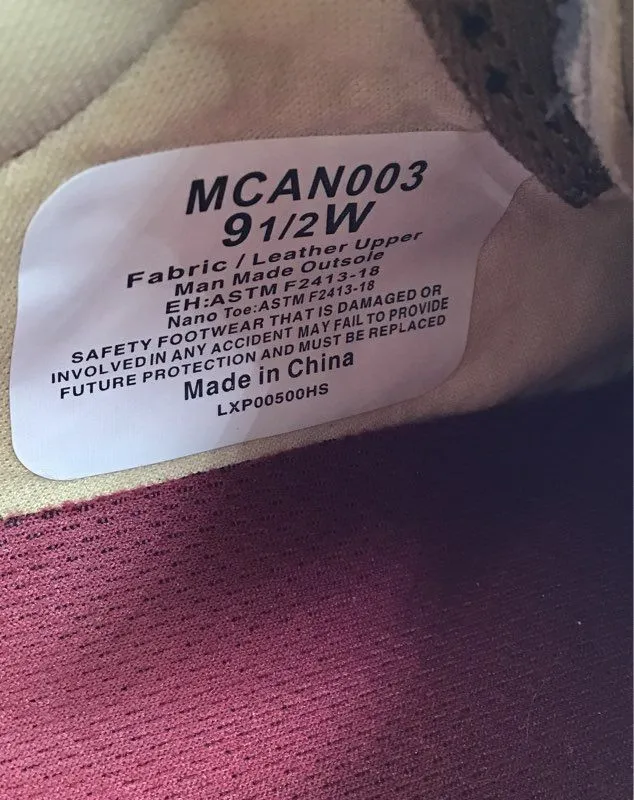 MCAN003
9 1/2W
Fabric / Leather Upper
Man Made Outsole
EH:ASTM F2413-18
Nano Toe:ASTM F2413-18
SAFETY FOOTWEAR THAT IS DAMAGED OR
INVOLVED IN ANY ACCIDENT MAY FAIL TO PROVIDE
FUTURE PROTECTION AND MUST BE REPLACED
Made in China
LXP00500HS